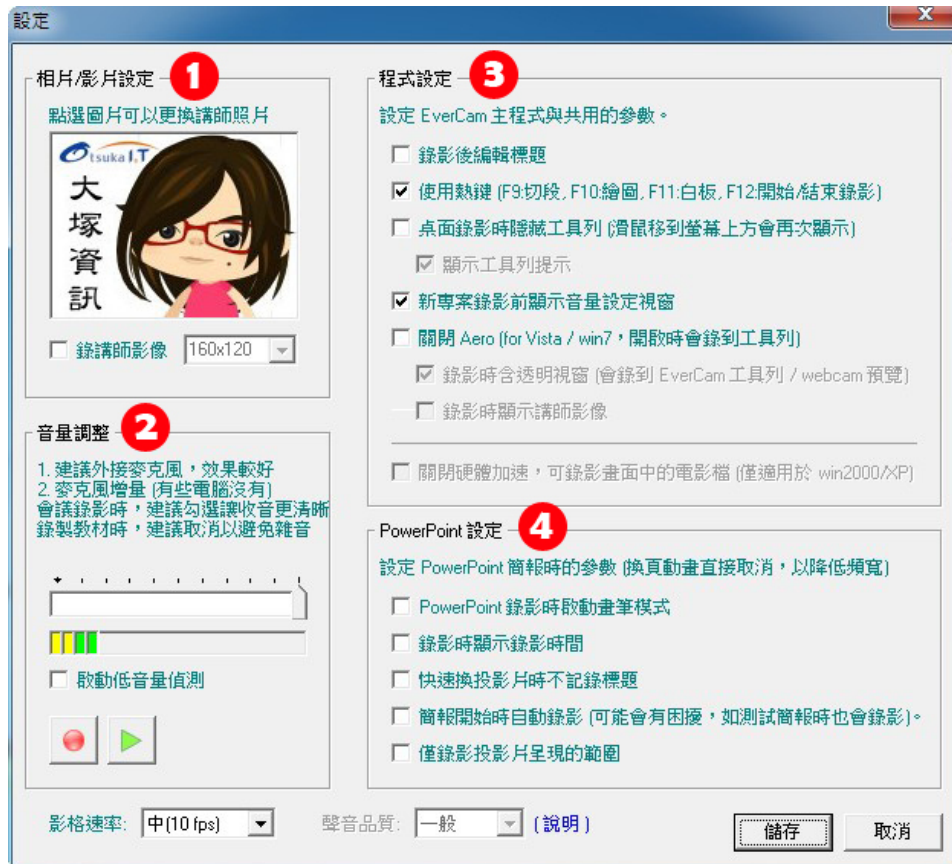 設定
相片/影片設定 1
點選圖片可以更換講師照片
Otsuka I.T
大塚資訊
錄講師影像 160x120
音量調整 2
1. 建議外接麥克風，效果較好
2. 麥克風增量 (有些電腦沒有)
會議錄影時，建議勾選讓收音更清晰
錄製教材時，建議取消以避免雜音
啟動低音量偵測
程式設定 3
設定 EverCam 主程式與共用的參數。
錄影後編輯標題
使用熱鍵 (F9:切段, F10:繪圖, F11:白板, F12:開始/結束錄影)
桌面錄影時隱藏工具列 (滑鼠移到螢幕上方會再次顯示)
顯示工具列提示
新專案錄影前顯示音量設定視窗
關閉 Aero (for Vista / win7，開啟時會錄到工具列)
錄影時含透明視窗 (會錄到 EverCam 工具列 / webcam 預覽)
錄影時顯示講師影像
關閉硬體加速，可錄影畫面中的電影檔 (僅適用於 win2000/XP)
PowerPoint 設定 4
設定 PowerPoint 簡報時的參數 (換頁動畫直接取消，以降低頻寬)
PowerPoint 錄影時啟動畫筆模式
錄影時顯示錄影時間
快速換投影片時不記錄標題
簡報開始時自動錄影 (可能會有困擾，如測試簡報時也會錄影)。
僅錄影投影片呈現的範圍
影格速率: 中(10 fps) 聲音品質: 一般 (說明) 儲存 取消